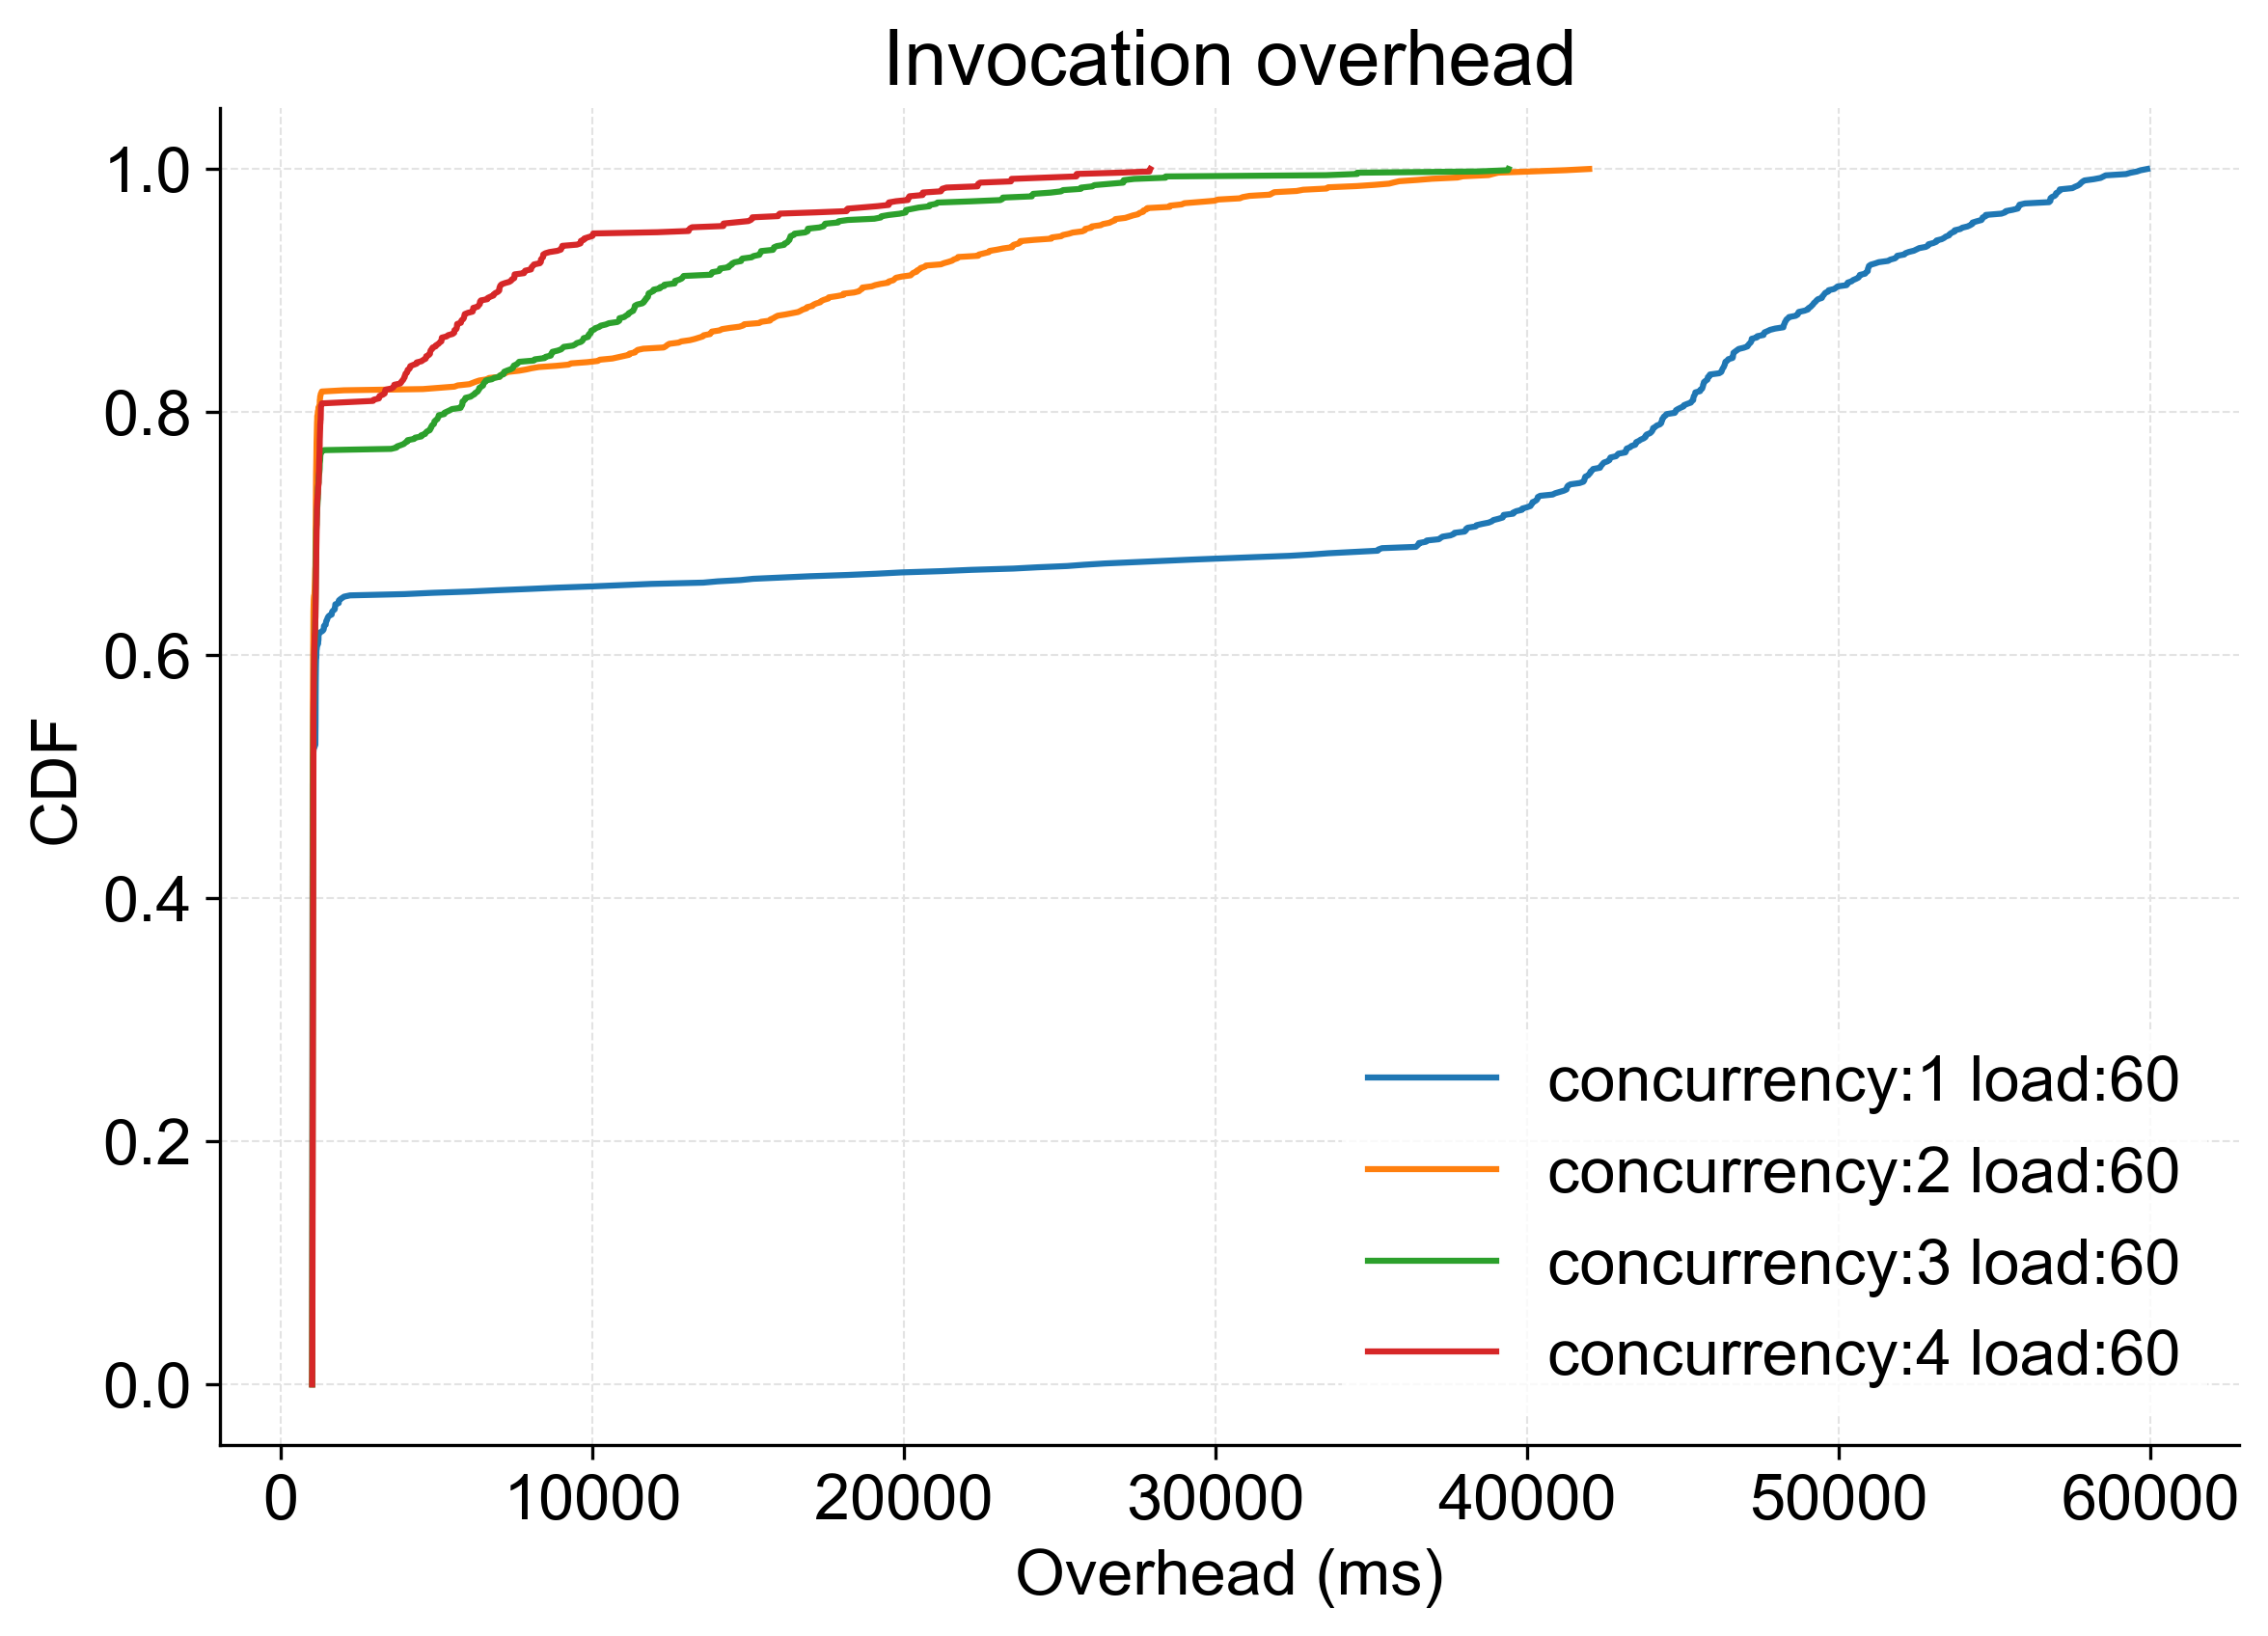 Invocation overhead
1.0
0.8
0.6
0.4
0.2
0.0
CDF
concurrency:1 load:60
concurrency:2 load:60
concurrency:3 load:60
concurrency:4 load:60
0 10000 20000 30000 40000 50000 60000
Overhead (ms)